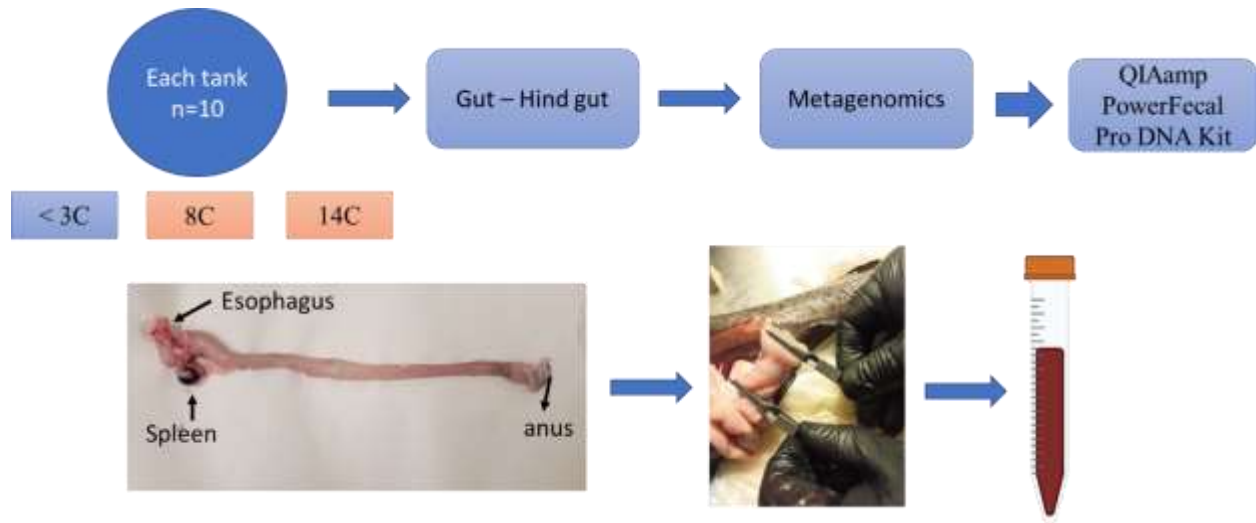 Each tank
n=10
Gut – Hind gut
Metagenomics
QIAamp
PowerFecal
Pro DNA Kit
< 3C
8C
14C
Esophagus
Spleen
anus